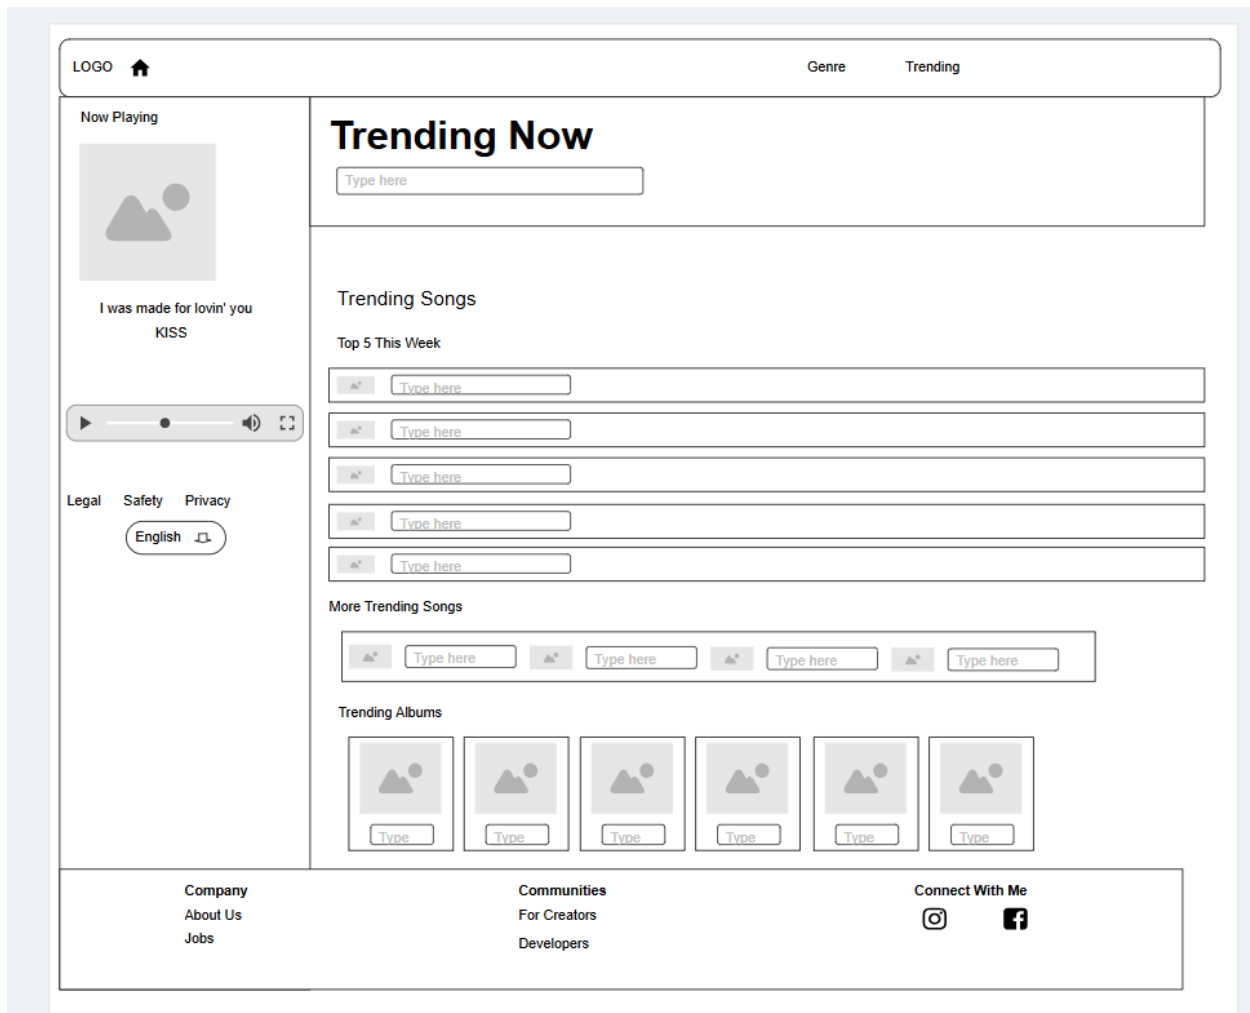 LOGO
Genre
Trending
Now Playing
I was made for lovin' you
KISS
Legal Safety Privacy
English
Trending Now
Type here
Trending Songs
Top 5 This Week
Type here
Type here
Type here
Type here
Type here
More Trending Songs
Type here Type here Type here Type here
Trending Albums
Type Type Type Type Type Type
Company
About Us
Jobs
Communities
For Creators
Developers
Connect With Me